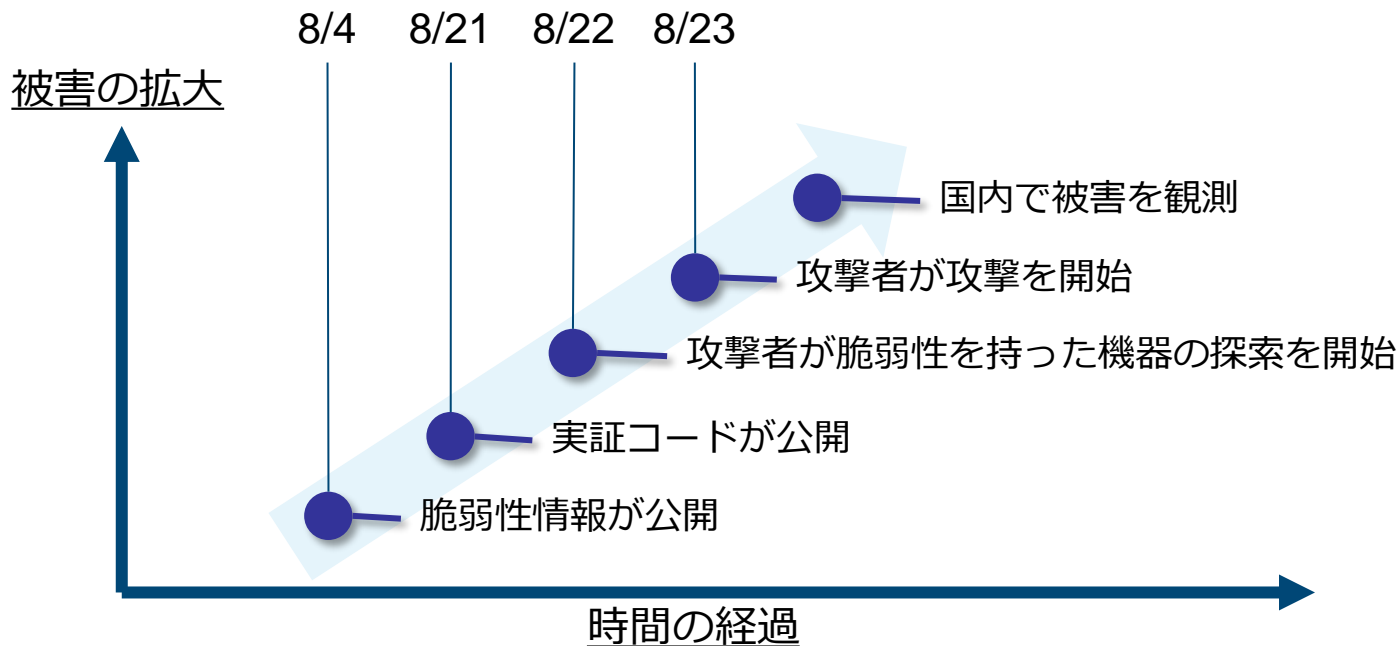 8/4 8/21 8/22 8/23
被害の拡大
国内で被害を観測
攻撃者が攻撃を開始
攻撃者が脆弱性を持った機器の探索を開始
実証コードが公開
脆弱性情報が公開
時間の経過